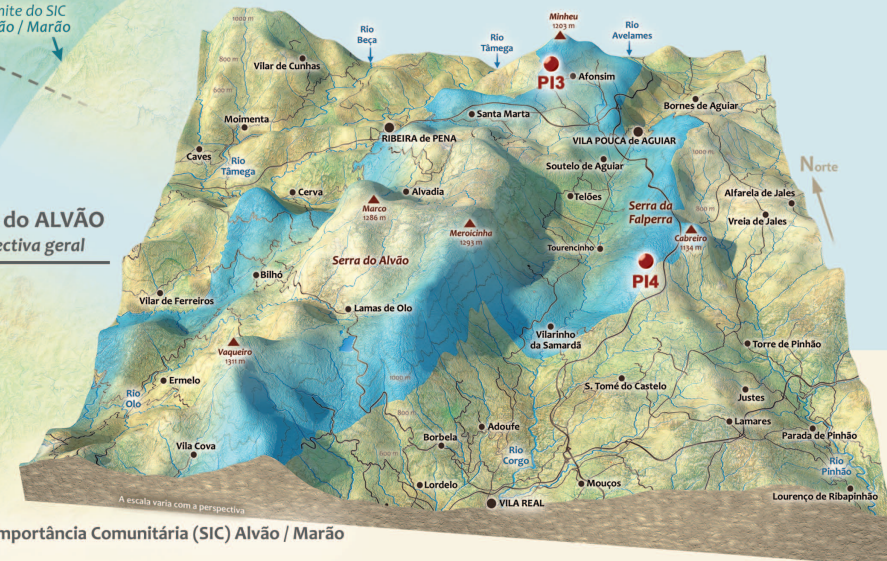 mite do SIC
ão / Marão
do ALVÃO
ectiva geral
Rio
Beça
Rio
Tâmega
Minheu
1203 m
Rio
Avelames
1000 m
800 m
600 m
Vilar de Cunhas
PI3
Afonsim
Bornes de Aguiar
Moimenta
Santa Marta
RIBEIRA de PENA
VILA POUCA de AGUIAR
Caves
Rio
Tâmega
1000 m
Soutelo de Aguiar
Norte
Cerva
Alvadia
Telões
Alfarela de Jales
Marco
1286 m
Serra da
Falperra
800 m
Vreia de Jales
Meroicinha
1293 m
Cabreiro
1134 m
Tourencinho
Serra do Alvão
Bilhó
PI4
Vilar de Ferreiros
Lamas de Olo
Vilarinho
da Samardã
Vaqueiro
1311 m
Torre de Pinhão
Ermelo
1000 m
Rio
Olo
S. Tomé do Castelo
Justes
800 m
Adoufe
Lamares
Borbela
Parada de Pinhão
Vila Cova
600 m
Rio
Corgo
Rio
Pinhão
Lordelo
Mouços
Lourenço de Ribapinhão
VILA REAL
A escala varia com a perspectiva
mportância Comunitária (SIC) Alvão / Marão